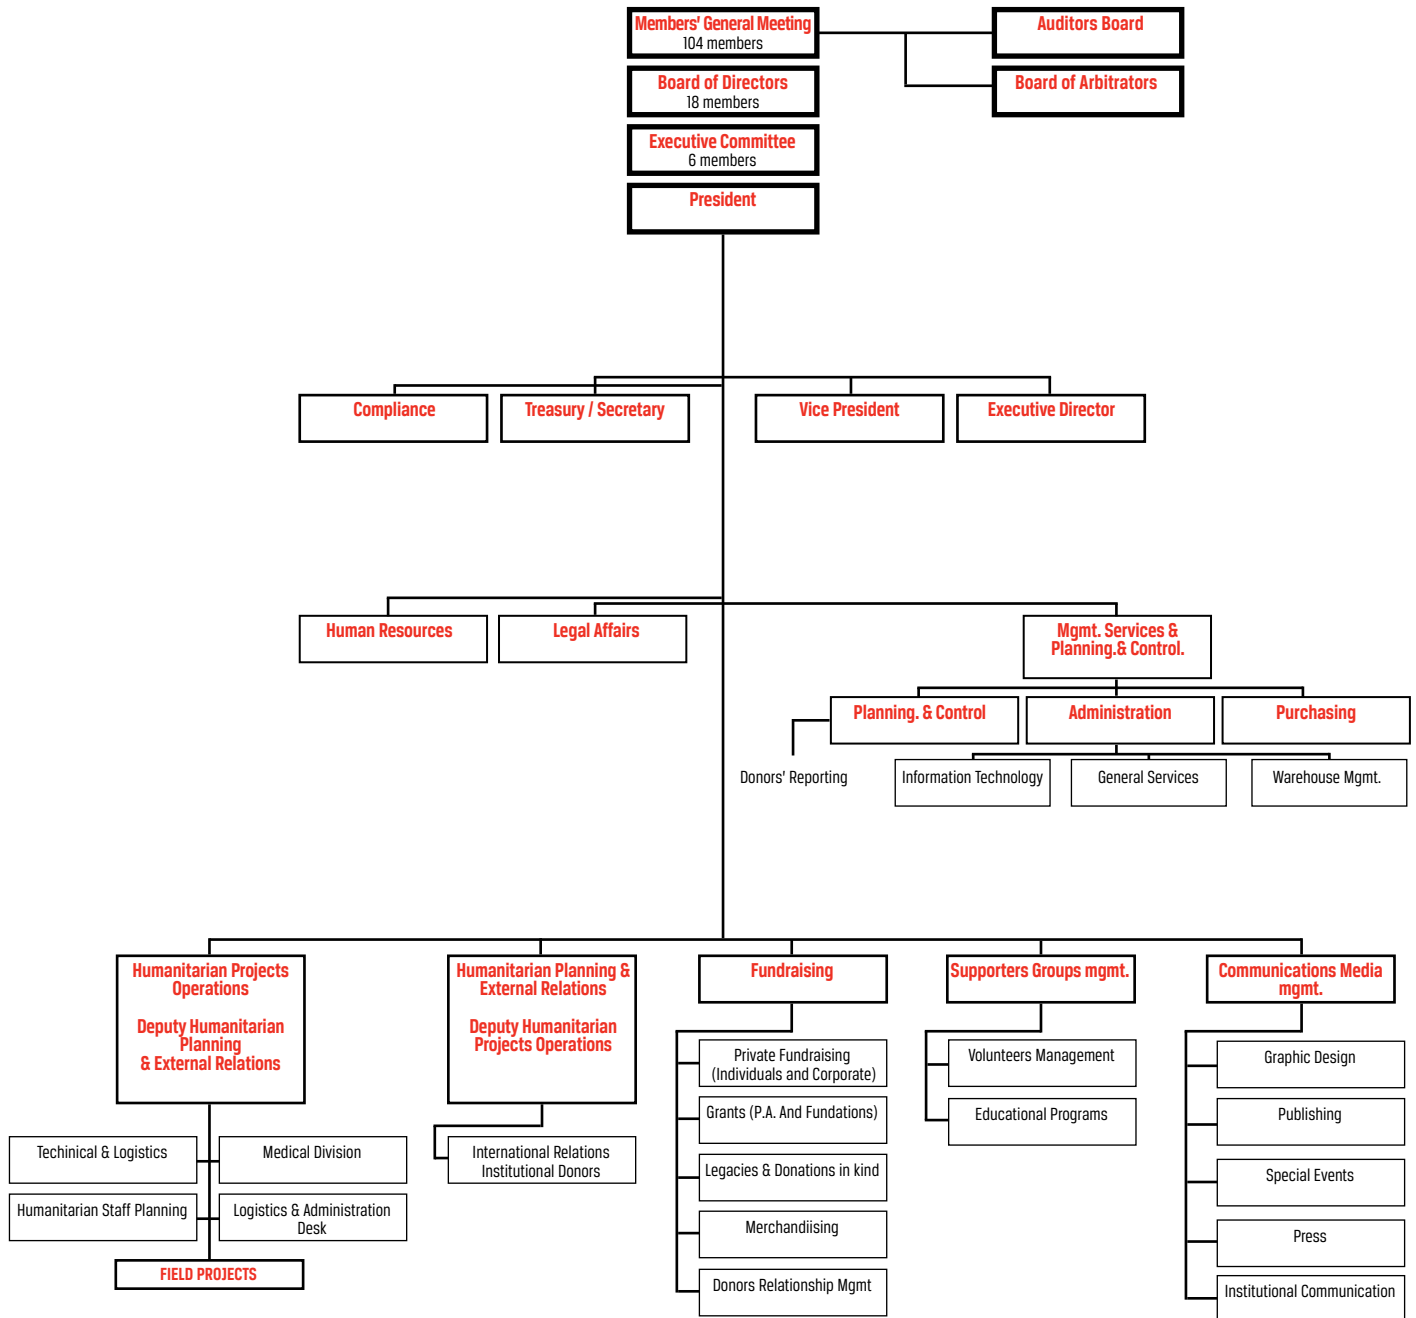 Members' General Meeting
104 members
Auditors Board
Board of Directors
18 members
Board of Arbitrators
Executive Committee
6 members
President
Compliance
Treasury / Secretary
Vice President
Executive Director
Human Resources
Legal Affairs
Mgmt. Services &
Planning.& Control.
Planning. & Control
Administration
Purchasing
Donors' Reporting
Information Technology
General Services
Warehouse Mgmt.
Humanitarian Projects
Operations
Deputy Humanitarian
Planning
& External Relations
Humanitarian Planning &
External Relations
Deputy Humanitarian
Projects Operations
Fundraising
Supporters Groups mgmt.
Communications Media
mgmt.
Techinical & Logistics
Medical Division
Humanitarian Staff Planning
Logistics & Administration
Desk
FIELD PROJECTS
International Relations
Institutional Donors
Private Fundraising
(Individuals and Corporate)
Grants (P.A. And Fundations)
Legacies & Donations in kind
Merchandiising
Donors Relationship Mgmt
Volunteers Management
Educational Programs
Graphic Design
Publishing
Special Events
Press
Institutional Communication